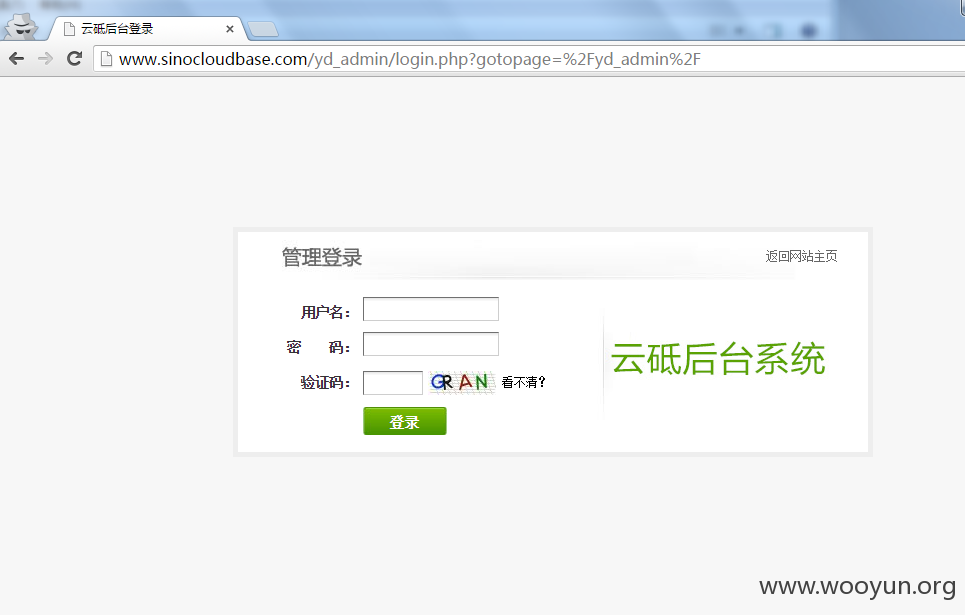 云砥后台登录
www.sinocloudbase.com/yd_admin/login.php?gotopage=%2Fyd_admin%2F
管理登录
返回网站主页
用户名：
密 码：
验证码： GRAN 看不清？
登录
云砥后台系统
www.wooyun.org